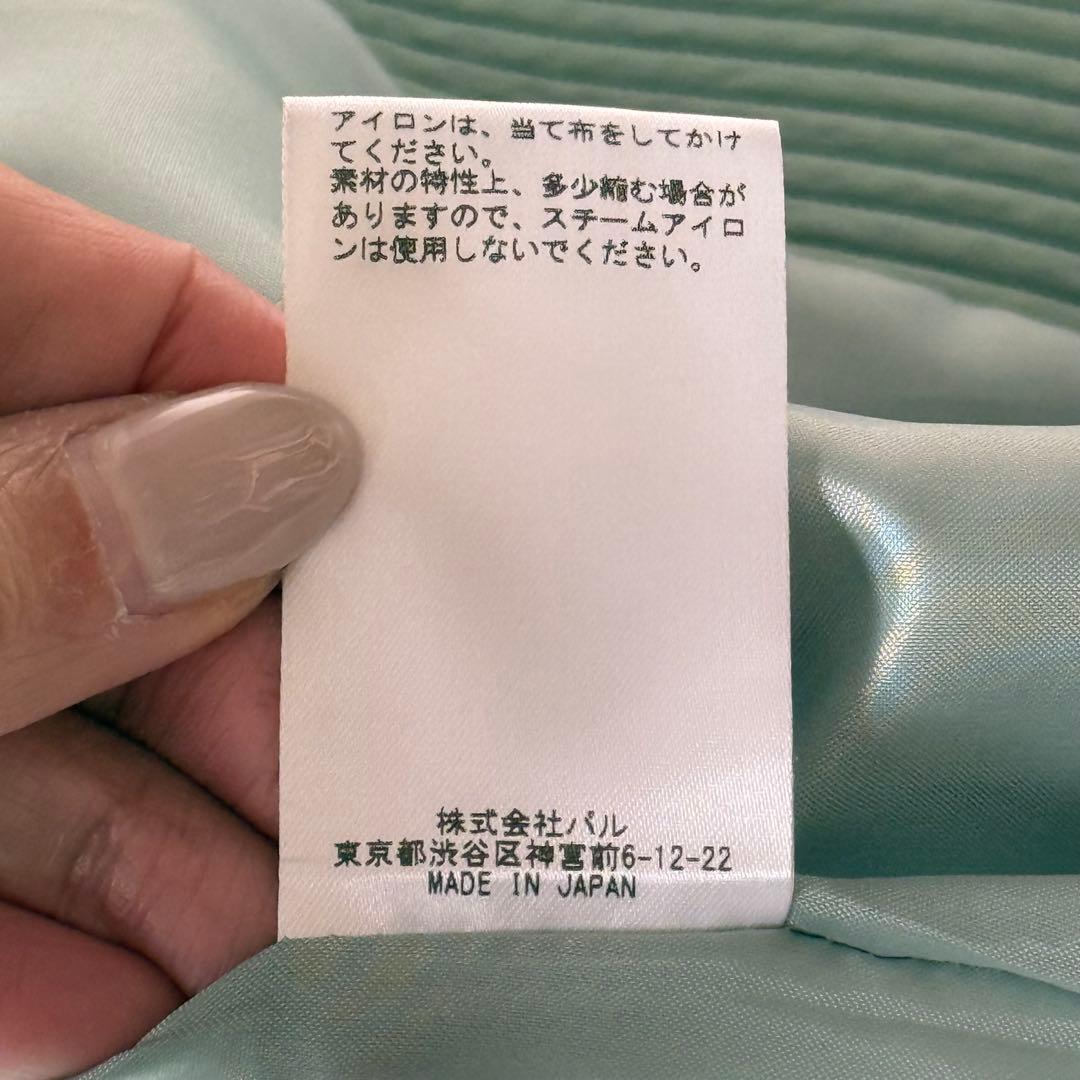 アイロンは、当て布をしてかけ
てください。
素材の特性上、多少縮む場合が
ありますので、スチームアイロ
ンは使用しないでください。
株式会社パル
東京都渋谷区神宮前6-12-22
MADE IN JAPAN